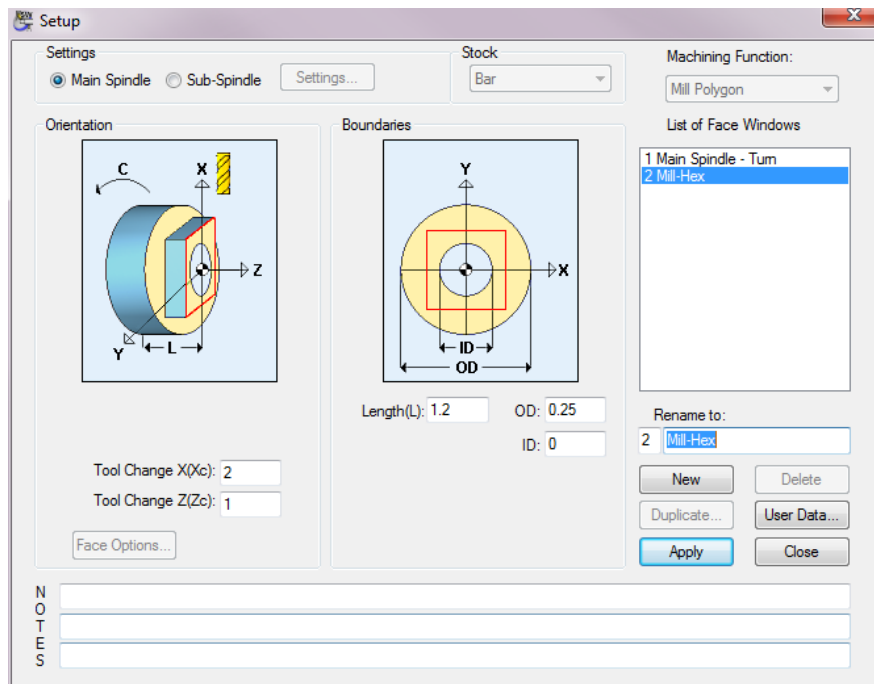 Setup
Settings
Main Spindle
Sub-Spindle
Settings...
Stock
Bar
Machining Function:
Mill Polygon
Orientation
C
X
Z
Y
L
Boundaries
Y
X
ID
OD
List of Face Windows
1 Main Spindle - Turn
2 Mill-Hex
Length(L): 1.2
OD: 0.25
ID: 0
Tool Change X(Xc): 2
Tool Change Z(Zc): 1
Face Options...
Rename to:
2 Mill-Hex
New
Delete
Duplicate...
User Data...
Apply
Close
N
O
T
E
S